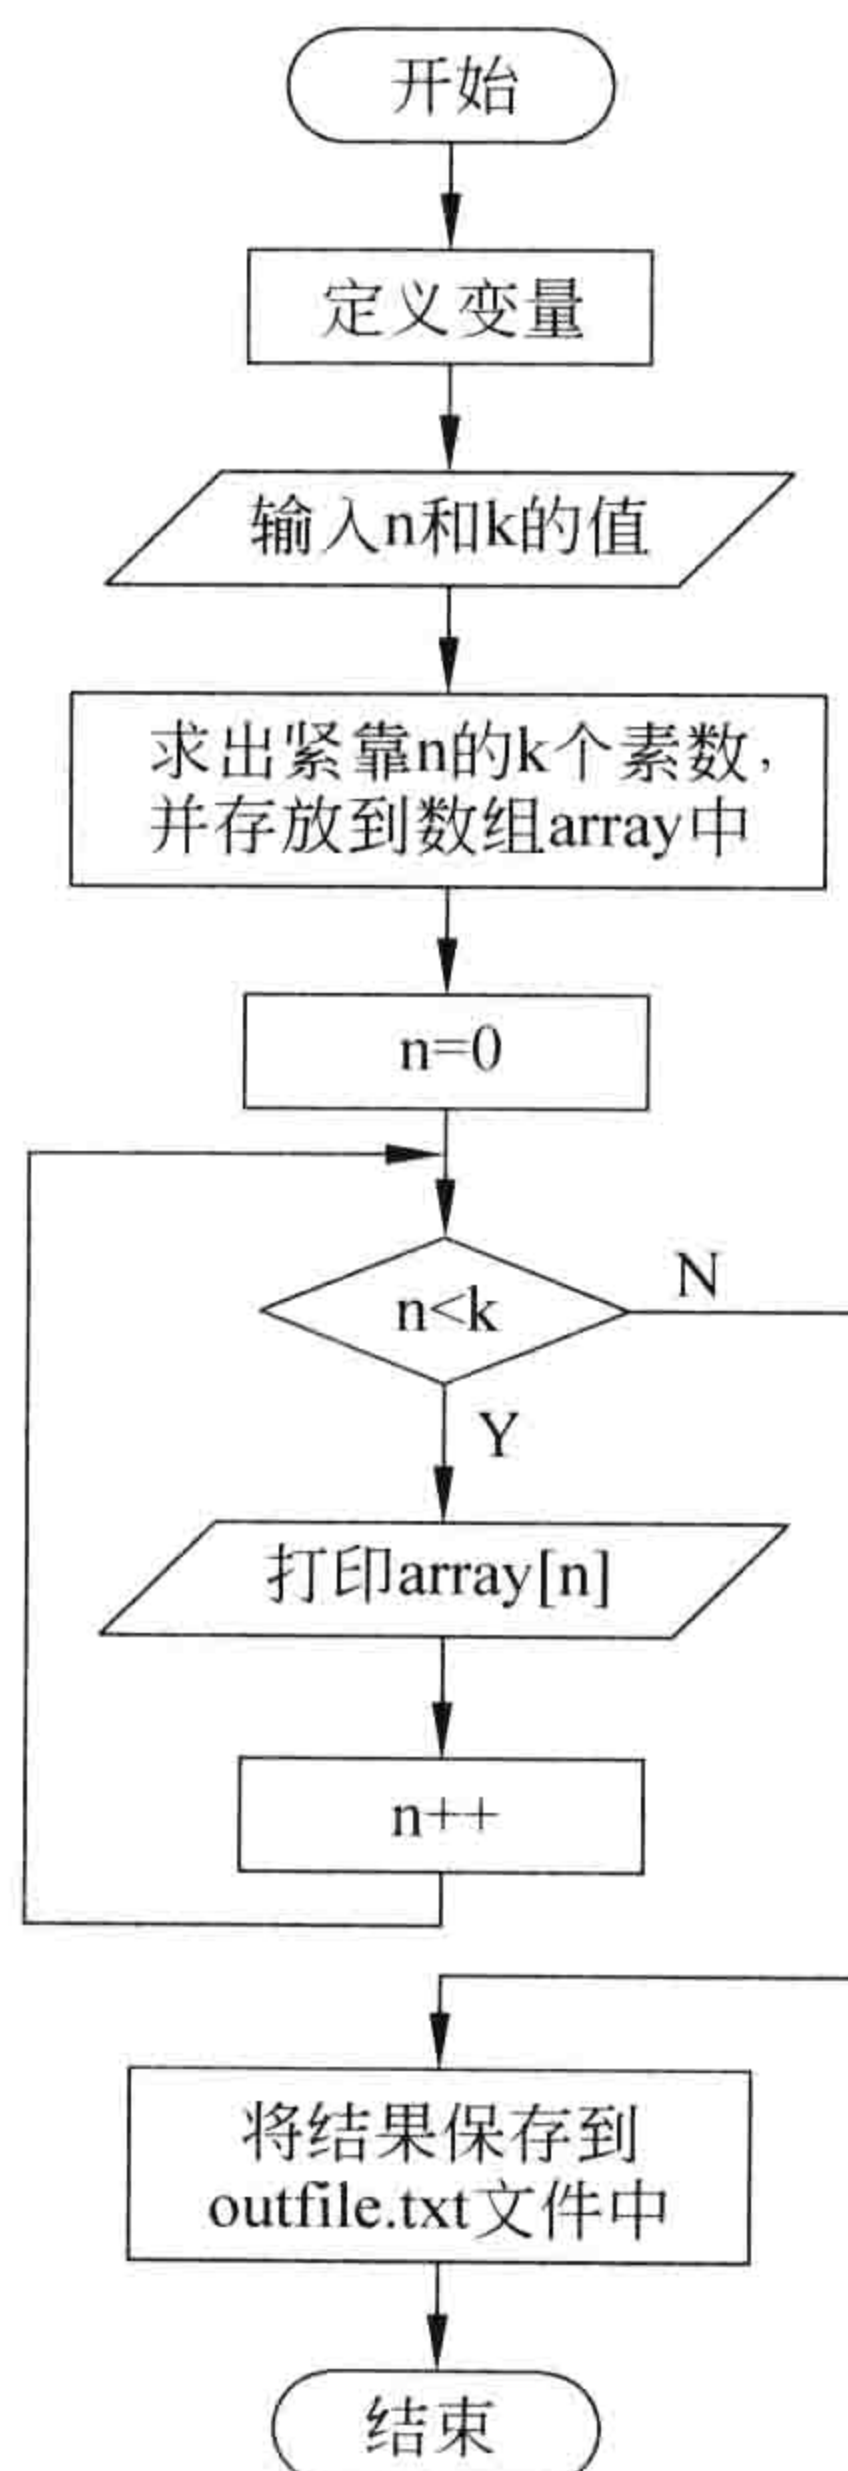 开始
定义变量
输入n和k的值
求出紧靠n的k个素数，
并存放到数组array中
n=0
n<k
N
Y
打印array[n]
n++
将结果保存到
outfile.txt文件中
结束